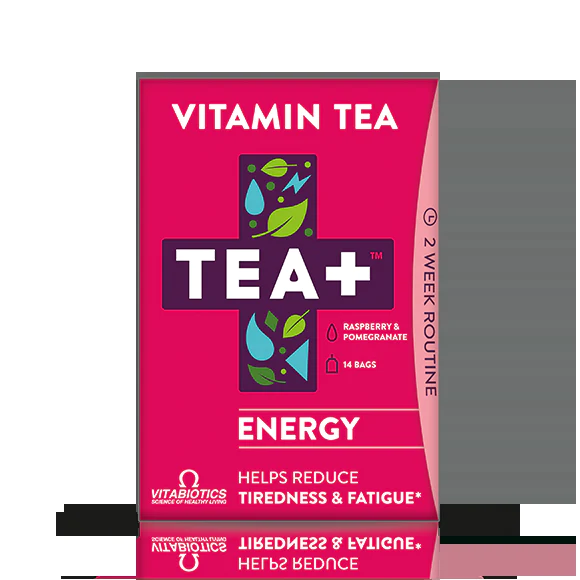 VITAMIN TEA
TEA+™
RASPBERRY &
POMEGRANATE
14 BAGS
2 WEEK ROUTINE
ENERGY
HELPS REDUCE
TIREDNESS & FATIGUE*
VITABIOTICS
SCIENCE OF HEALTHY LIVING